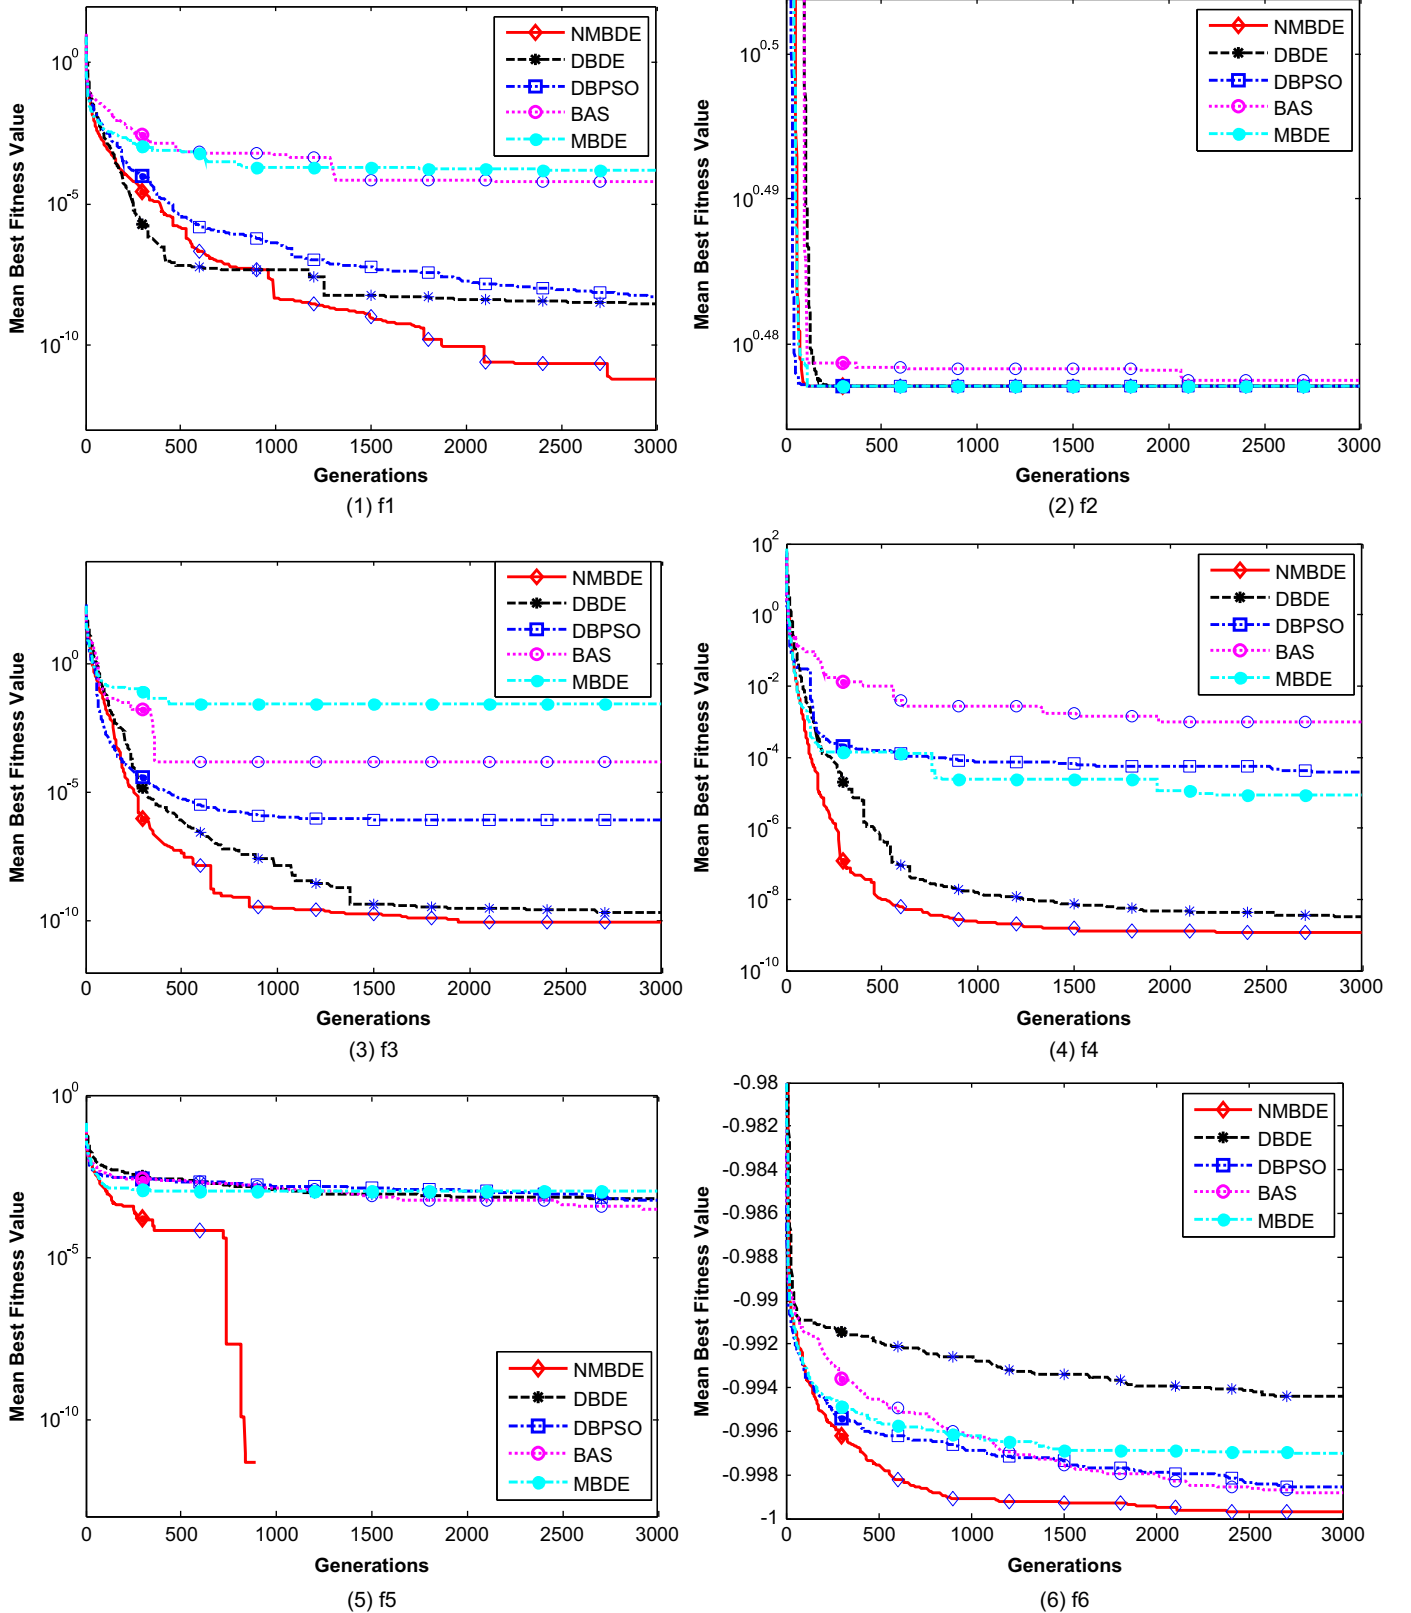 NMBDE
DBDE
DBPSO
BAS
MBDE
10^0
10^-5
10^-10
0 500 1000 1500 2000 2500 3000
Mean Best Fitness Value
Generations
(1) f1
NMBDE
DBDE
DBPSO
BAS
MBDE
10^0.5
10^0.49
10^0.48
0 500 1000 1500 2000 2500 3000
Mean Best Fitness Value
Generations
(2) f2
NMBDE
DBDE
DBPSO
BAS
MBDE
10^0
10^-5
10^-10
0 500 1000 1500 2000 2500 3000
Mean Best Fitness Value
Generations
(3) f3
NMBDE
DBDE
DBPSO
BAS
MBDE
10^2
10^0
10^-2
10^-4
10^-6
10^-8
10^-10
0 500 1000 1500 2000 2500 3000
Mean Best Fitness Value
Generations
(4) f4
10^0
10^-5
10^-10
NMBDE
DBDE
DBPSO
BAS
MBDE
0 500 1000 1500 2000 2500 3000
Mean Best Fitness Value
Generations
(5) f5
-0.98
-0.982
-0.984
-0.986
-0.988
-0.99
-0.992
-0.994
-0.996
-0.998
-1
NMBDE
DBDE
DBPSO
BAS
MBDE
0 500 1000 1500 2000 2500 3000
Mean Best Fitness Value
Generations
(6) f6